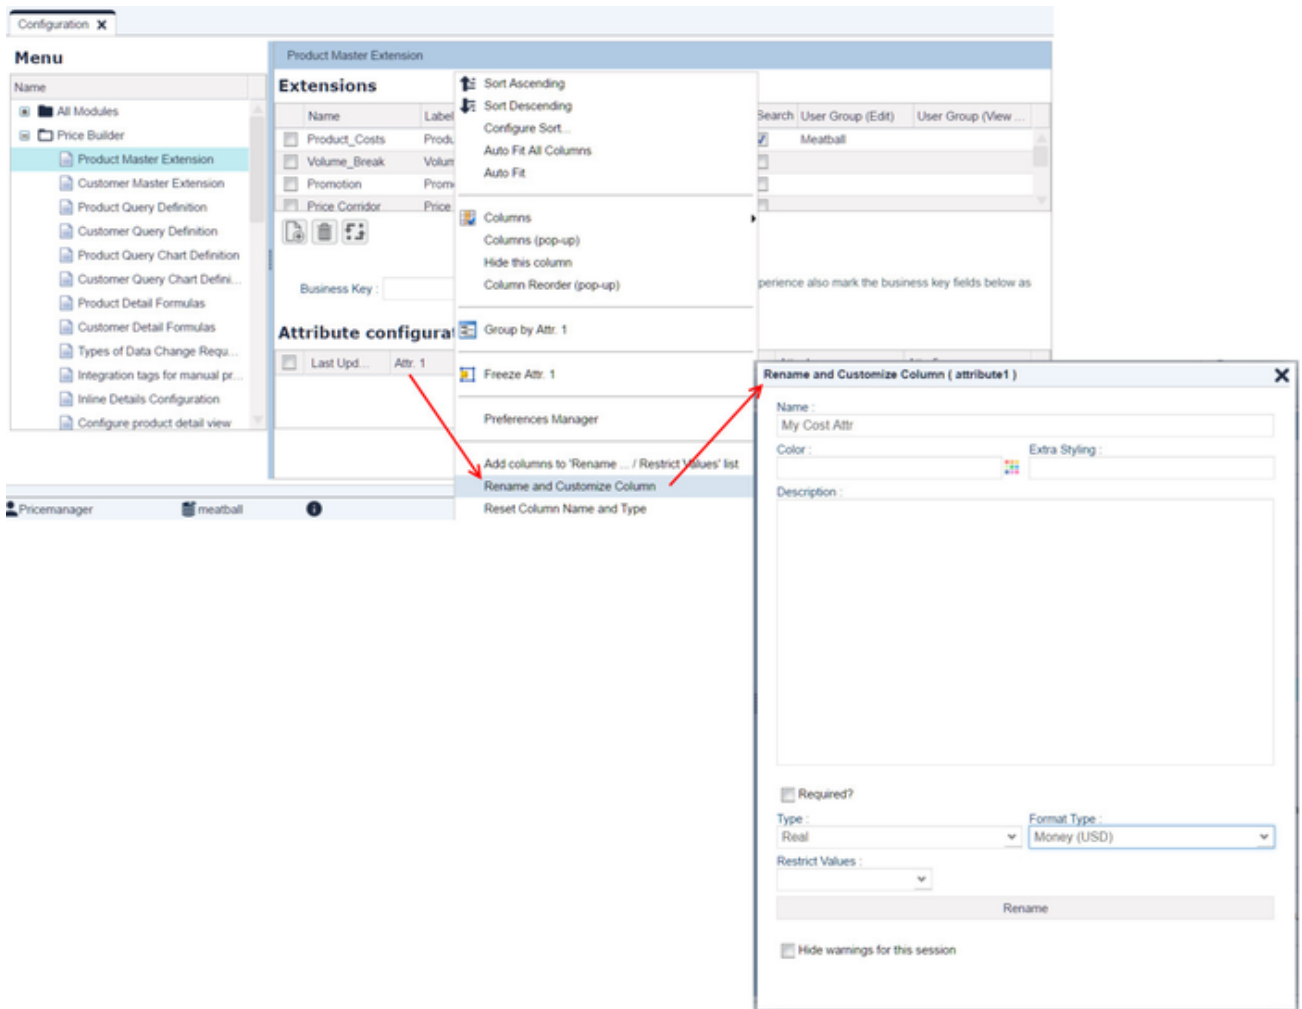 Configuration
Menu
Name
All Modules
Price Builder
Product Master Extension
Customer Master Extension
Product Query Definition
Customer Query Definition
Product Query Chart Definition
Customer Query Chart Defini...
Product Detail Formulas
Customer Detail Formulas
Types of Data Change Requ...
Integration tags for manual pr...
Inline Details Configuration
Configure product detail view
Product Master Extension
Extensions
Name Label Search User Group (Edit) User Group (View ...
Product_Costs Produ Meatball
Volume_Break Volum
Promotion Prom
Price Corridor Price
Business Key : perience also mark the business key fields below as
Attribute configurat
Last Upd... Attr. 1
Sort Ascending
Sort Descending
Configure Sort...
Auto Fit All Columns
Auto Fit
Columns
Columns (pop-up)
Hide this column
Column Reorder (pop-up)
Group by Attr. 1
Freeze Attr. 1
Preferences Manager
Add columns to 'Rename ... / Restrict Values' list
Rename and Customize Column
Reset Column Name and Type
Pricemanager meatball
Rename and Customize Column ( attribute1 )
Name :
My Cost Attr
Color : Extra Styling :
Description :
Required?
Type : Format Type :
Real Money (USD)
Restrict Values :
Rename
Hide warnings for this session